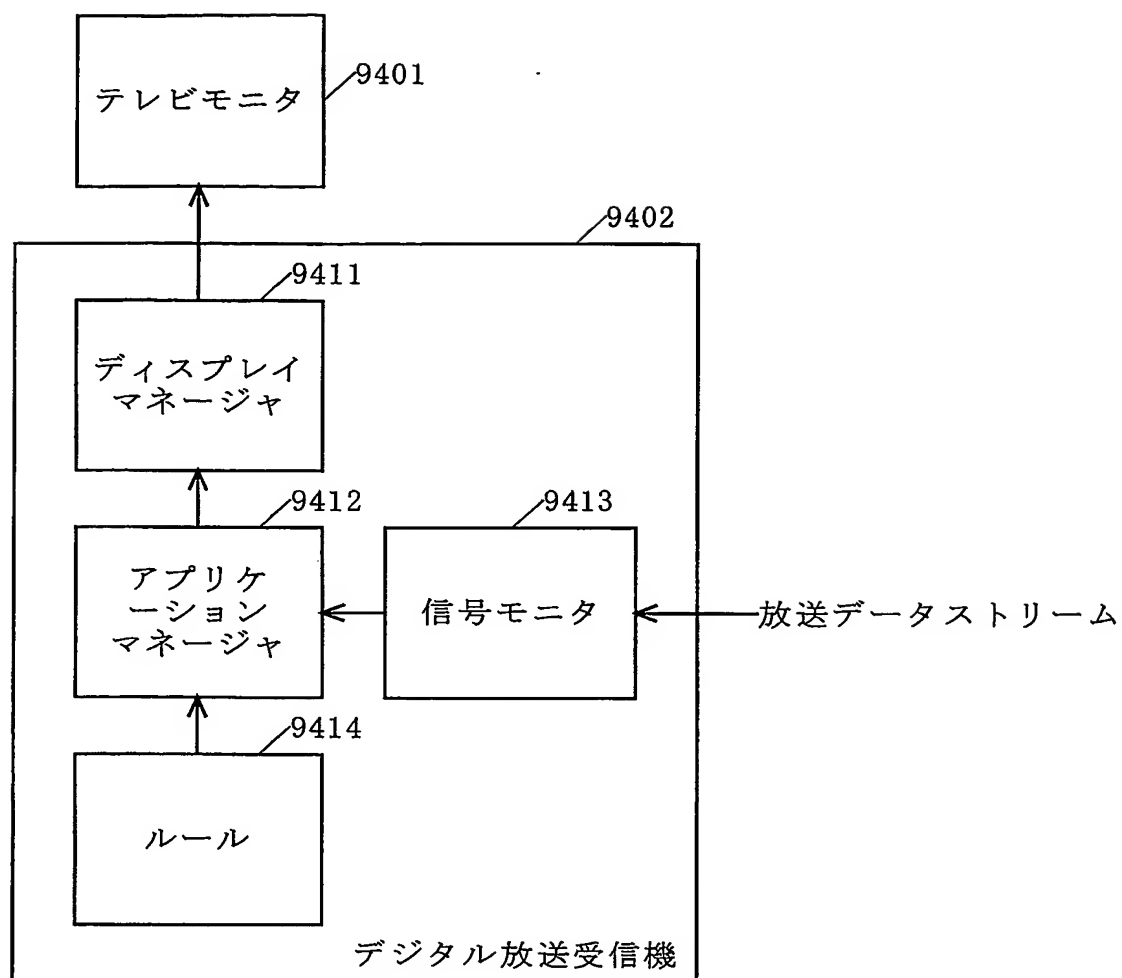 9401
テレビモニタ
9402
9411
ディスプレイ
マネージャ
9412
9413
アプリケ
ーション
マネージャ
信号モニタ
放送データストリーム
9414
ルール
デジタル放送受信機